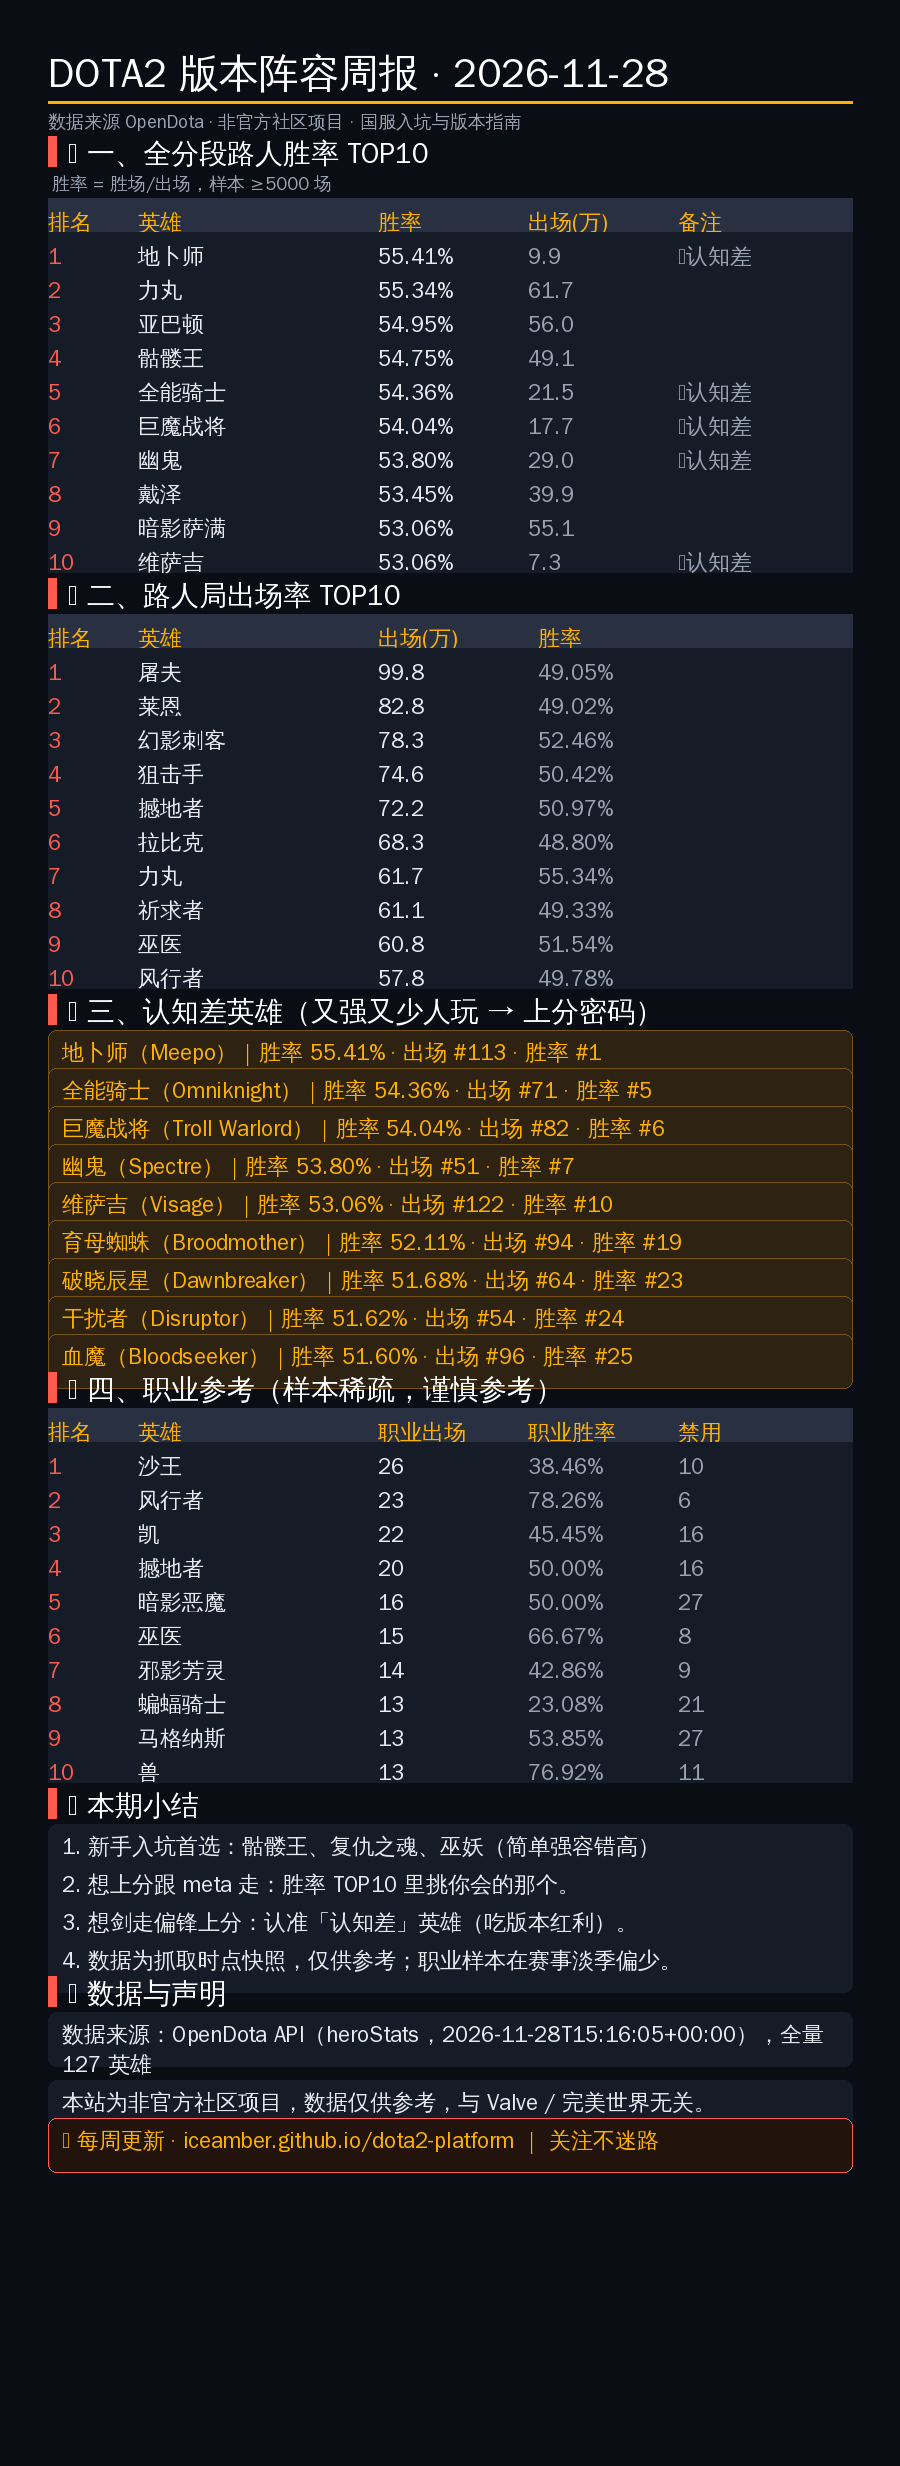 DOTA2 版本阵容周报 · 2026-11-28
数据来源 OpenDota · 非官方社区项目 · 国服入坑与版本指南
一、全分段路人胜率 TOP10
胜率 = 胜场/出场，样本 ≥5000 场
排名 英雄 胜率 出场(万) 备注
1 地卜师 55.41% 9.9 认知差
2 力丸 55.34% 61.7
3 亚巴顿 54.95% 56.0
4 骷髅王 54.75% 49.1
5 全能骑士 54.36% 21.5 认知差
6 巨魔战将 54.04% 17.7 认知差
7 幽鬼 53.80% 29.0 认知差
8 戴泽 53.45% 39.9
9 暗影萨满 53.06% 55.1
10 维萨吉 53.06% 7.3 认知差
二、路人局出场率 TOP10
排名 英雄 出场(万) 胜率
1 屠夫 99.8 49.05%
2 莱恩 82.8 49.02%
3 幻影刺客 78.3 52.46%
4 狙击手 74.6 50.42%
5 撼地者 72.2 50.97%
6 拉比克 68.3 48.80%
7 力丸 61.7 55.34%
8 祈求者 61.1 49.33%
9 巫医 60.8 51.54%
10 风行者 57.8 49.78%
三、认知差英雄（又强又少人玩 → 上分密码）
地卜师（Meepo）｜胜率 55.41% · 出场 #113 · 胜率 #1
全能骑士（Omniknight）｜胜率 54.36% · 出场 #71 · 胜率 #5
巨魔战将（Troll Warlord）｜胜率 54.04% · 出场 #82 · 胜率 #6
幽鬼（Spectre）｜胜率 53.80% · 出场 #51 · 胜率 #7
维萨吉（Visage）｜胜率 53.06% · 出场 #122 · 胜率 #10
育母蜘蛛（Broodmother）｜胜率 52.11% · 出场 #94 · 胜率 #19
破晓辰星（Dawnbreaker）｜胜率 51.68% · 出场 #64 · 胜率 #23
干扰者（Disruptor）｜胜率 51.62% · 出场 #54 · 胜率 #24
血魔（Bloodseeker）｜胜率 51.60% · 出场 #96 · 胜率 #25
四、职业参考（样本稀疏，谨慎参考）
排名 英雄 职业出场 职业胜率 禁用
1 沙王 26 38.46% 10
2 风行者 23 78.26% 6
3 凯 22 45.45% 16
4 撼地者 20 50.00% 16
5 暗影恶魔 16 50.00% 27
6 巫医 15 66.67% 8
7 邪影芳灵 14 42.86% 9
8 蝙蝠骑士 13 23.08% 21
9 马格纳斯 13 53.85% 27
10 兽 13 76.92% 11
本期小结
1. 新手入坑首选：骷髅王、复仇之魂、巫妖（简单强容错高）
2. 想上分跟 meta 走：胜率 TOP10 里挑你会的那个。
3. 想剑走偏锋上分：认准「认知差」英雄（吃版本红利）。
4. 数据为抓取时点快照，仅供参考；职业样本在赛事淡季偏少。
数据与声明
数据来源：OpenDota API（heroStats，2026-11-28T15:16:05+00:00），全量
127 英雄
本站为非官方社区项目，数据仅供参考，与 Valve / 完美世界无关。
每周更新 · iceamber.github.io/dota2-platform ｜ 关注不迷路